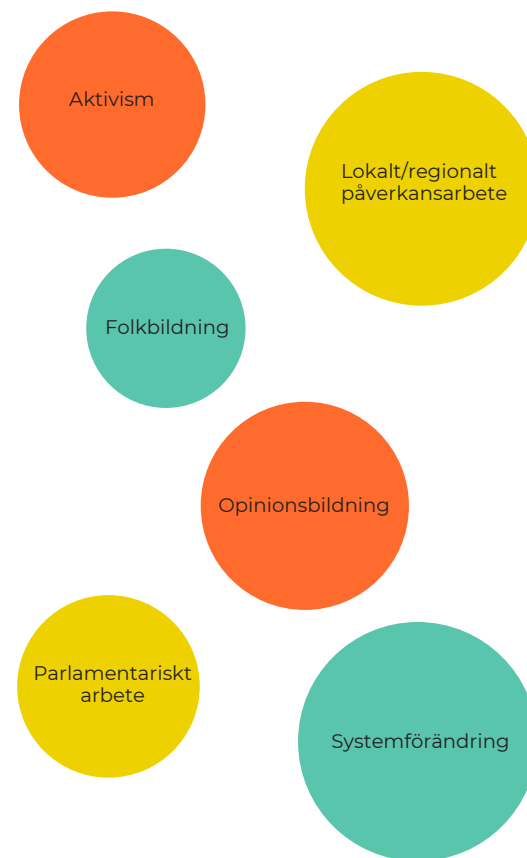 Aktivism
Lokalt/regionalt
påverkansarbete
Folkbildning
Opinionsbildning
Parlamentariskt
arbete
Systemförändring